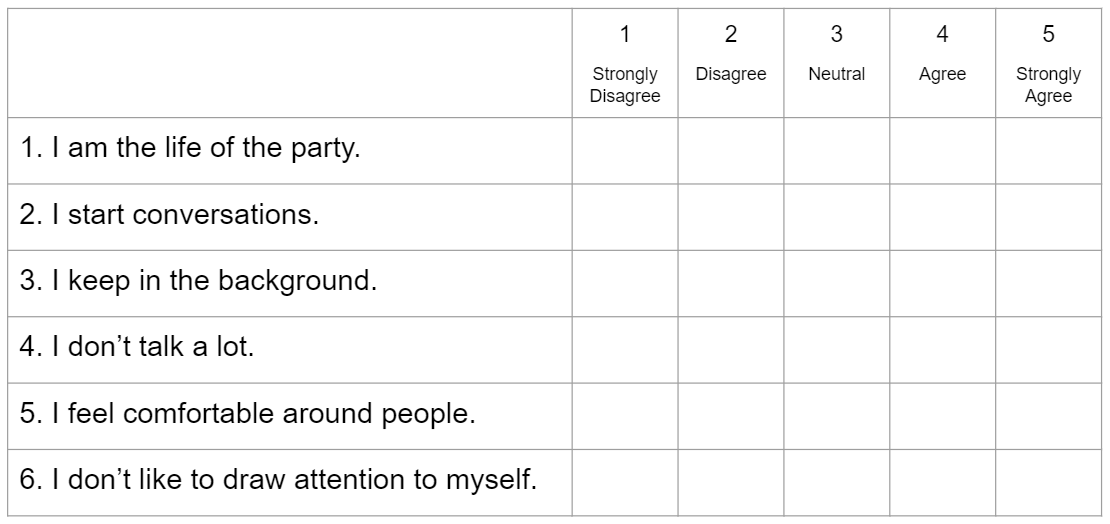 1 2 3 4 5
Strongly Disagree Neutral Agree Strongly
Disagree Agree
1. I am the life of the party.
2. I start conversations.
3. I keep in the background.
4. I don’t talk a lot.
5. I feel comfortable around people.
6. I don’t like to draw attention to myself.